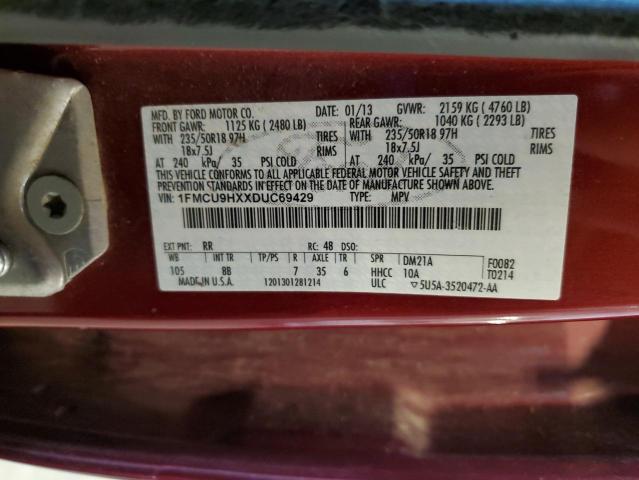 MFD. BY FORD MOTOR CO. DATE: 01/13 GVWR: 2159 KG ( 4760 LB)
FRONT GAWR: 1125 KG ( 2480 LB) REAR GAWR: 1040 KG ( 2293 LB)
WITH 235/50R18 97H TIRES WITH 235/50R18 97H TIRES
18x7.5J RIMS 18x7.5J RIMS
AT 240 kPa/ 35 PSI COLD AT 240 kPa/ 35 PSI COLD
THIS VEHICLE CONFORMS TO ALL APPLICABLE FEDERAL MOTOR VEHICLE SAFETY AND THEFT
PREVENTION STANDARDS IN EFFECT ON THE DATE OF MANUFACTURE SHOWN ABOVE.
VIN: 1FMCU9HXXDUC69429 TYPE: MPV
EXT PNT: RR RC: 48 DSO:
WB INT TR TP/PS R AXLE TR SPR DM21A F0082
105 8B 7 35 6 HHCC 10A T0214
MADE IN U.S.A. 1201301281214 ULC ▽5U5A-3520472-AA